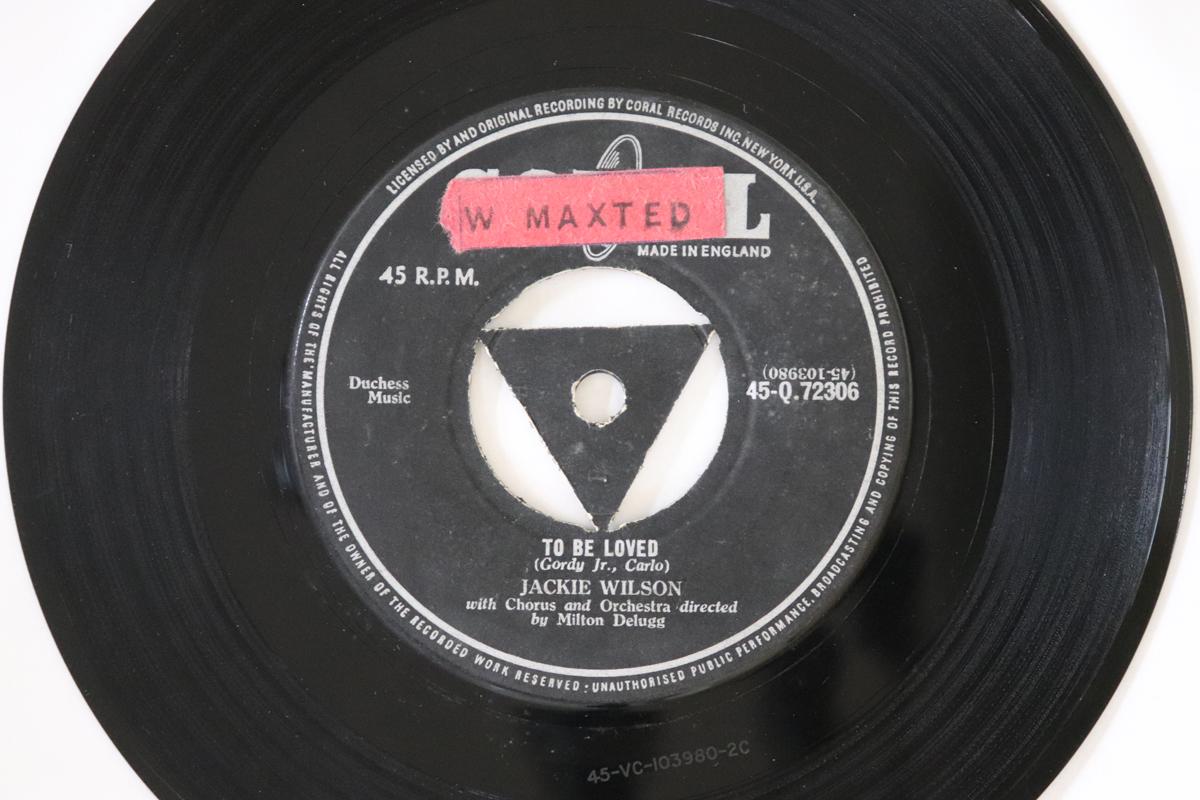 LICENSED BY AND ORIGINAL RECORDING BY CORAL RECORDS INC. NEW YORK U.S.A.
W MAXTED
MADE IN ENGLAND
45 R.P.M.
Duchess
Music
(45-103980)
45-Q.72306
TO BE LOVED
(Gordy Jr., Carlo)
JACKIE WILSON
with Chorus and Orchestra directed
by Milton Delugg
ALL RIGHTS OF THE MANUFACTURER AND OF THE OWNER OF THE RECORDED WORK RESERVED : UNAUTHORISED PUBLIC PERFORMANCE, BROADCASTING AND COPYING OF THIS RECORD PROHIBITED
45-VC-103980-2C